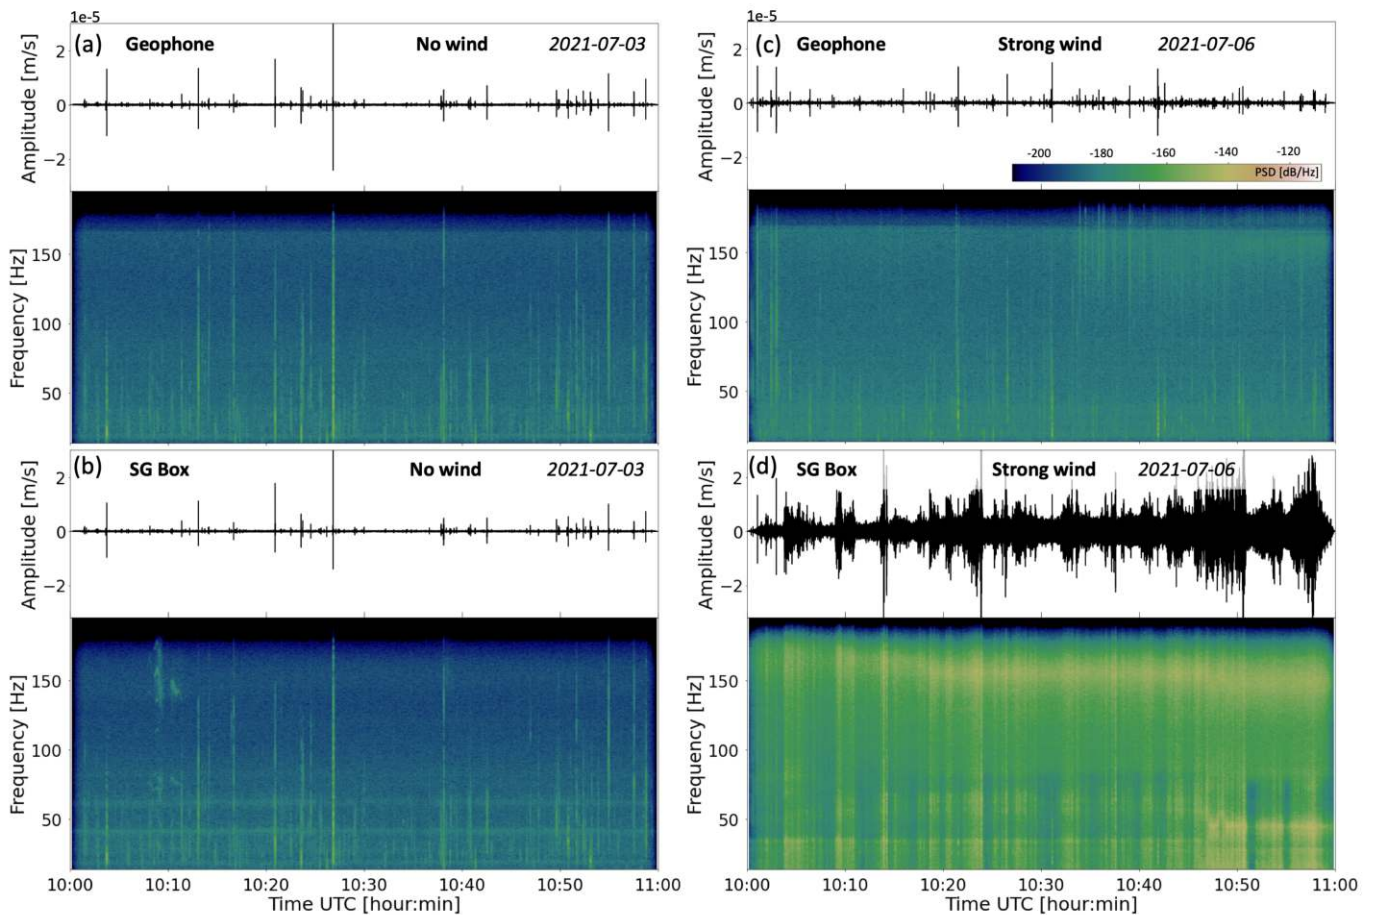 1e-5
(a) Geophone No wind 2021-07-03
Amplitude [m/s]
2
0
−2
Frequency [Hz]
150
100
50
1e-5
(c) Geophone Strong wind 2021-07-06
Amplitude [m/s]
2
0
−2
-200 -180 -160 -140 -120
PSD [dB/Hz]
Frequency [Hz]
150
100
50
(b) SG Box No wind 2021-07-03
Amplitude [m/s]
2
0
−2
Frequency [Hz]
150
100
50
10:00 10:10 10:20 10:30 10:40 10:50 11:00
Time UTC [hour:min]
(d) SG Box Strong wind 2021-07-06
Amplitude [m/s]
2
0
−2
Frequency [Hz]
150
100
50
10:00 10:10 10:20 10:30 10:40 10:50 11:00
Time UTC [hour:min]